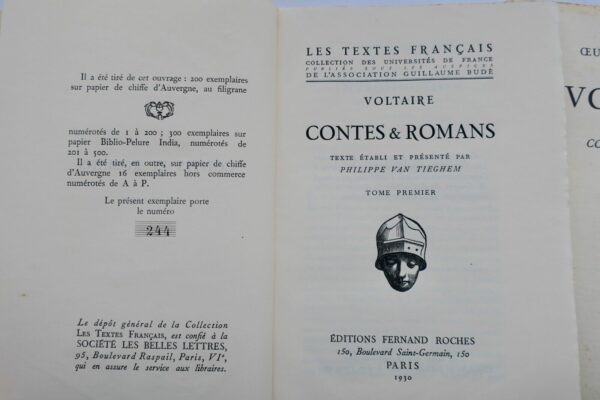 Il a été tiré de cet ouvrage : 200 exemplaires
sur papier de chiffe d'Auvergne, au filigrane
numérotés de 1 à 200 ; 300 exemplaires sur
papier Biblio-Pelure India, numérotés de
201 à 500.
Il a été tiré, en outre, sur papier de chiffe
d'Auvergne 16 exemplaires hors commerce
numérotés de A à P.
Le présent exemplaire porte
le numéro
244
Le dépôt général de la Collection
LES TEXTES FRANÇAIS, est confié à la
SOCIÉTÉ LES BELLES LETTRES,
95, Boulevard Raspail, Paris, VIe,
qui en assure le service aux libraires.
LES TEXTES FRANÇAIS
COLLECTION DES UNIVERSITÉS DE FRANCE
PUBLIÉE SOUS LES AUSPICES
DE L'ASSOCIATION GUILLAUME BUDÉ
VOLTAIRE
CONTES & ROMANS
TEXTE ÉTABLI ET PRÉSENTÉ PAR
PHILIPPE VAN TIEGHEM
TOME PREMIER
ÉDITIONS FERNAND ROCHES
150, Boulevard Saint-Germain, 150
PARIS
1930
ŒU
VO
CO